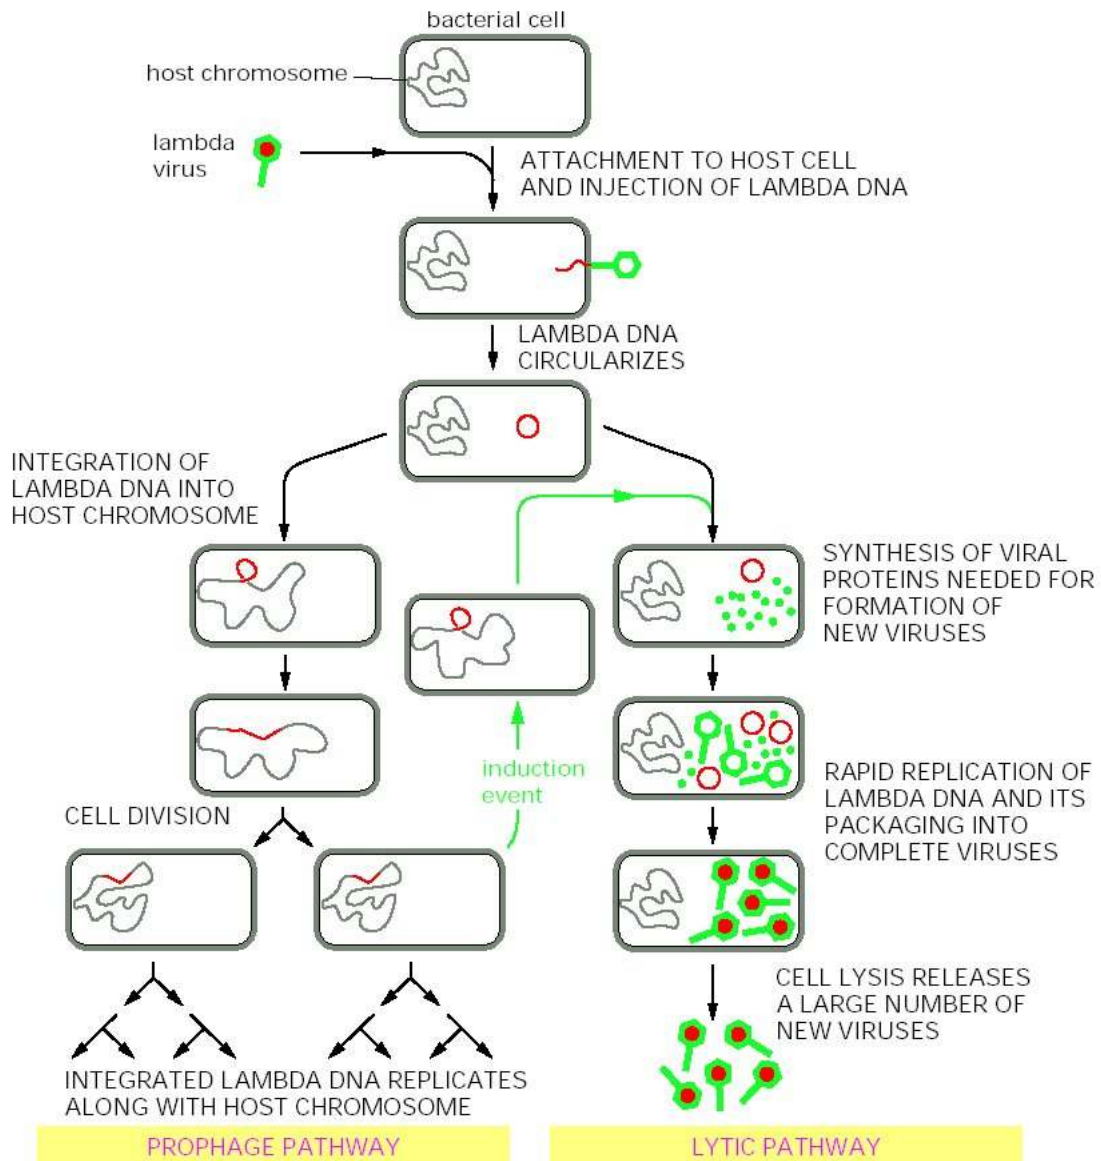 bacterial cell
host chromosome
lambda
virus
ATTACHMENT TO HOST CELL
AND INJECTION OF LAMBDA DNA
LAMBDA DNA
CIRCULARIZES
INTEGRATION OF
LAMBDA DNA INTO
HOST CHROMOSOME
SYNTHESIS OF VIRAL
PROTEINS NEEDED FOR
FORMATION OF
NEW VIRUSES
induction
event
RAPID REPLICATION OF
LAMBDA DNA AND ITS
PACKAGING INTO
COMPLETE VIRUSES
CELL DIVISION
CELL LYSIS RELEASES
A LARGE NUMBER OF
NEW VIRUSES
INTEGRATED LAMBDA DNA REPLICATES
ALONG WITH HOST CHROMOSOME
PROPHAGE PATHWAY
LYTIC PATHWAY